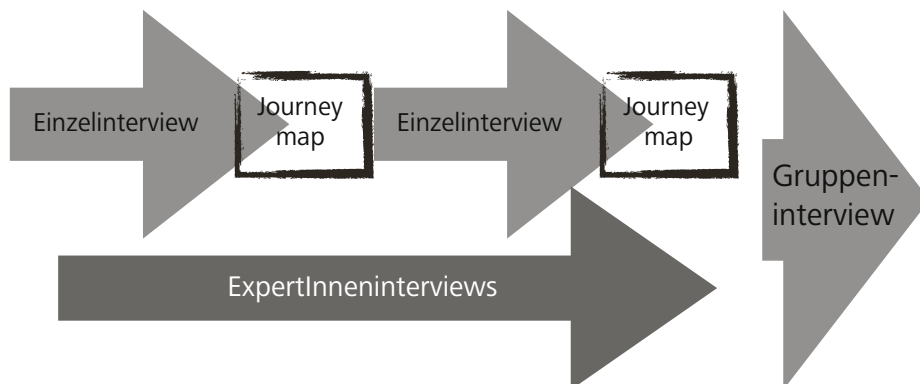 Einzelinterview
Journey
map
Einzelinterview
Journey
map
Gruppen-
interview
ExpertInneninterviews